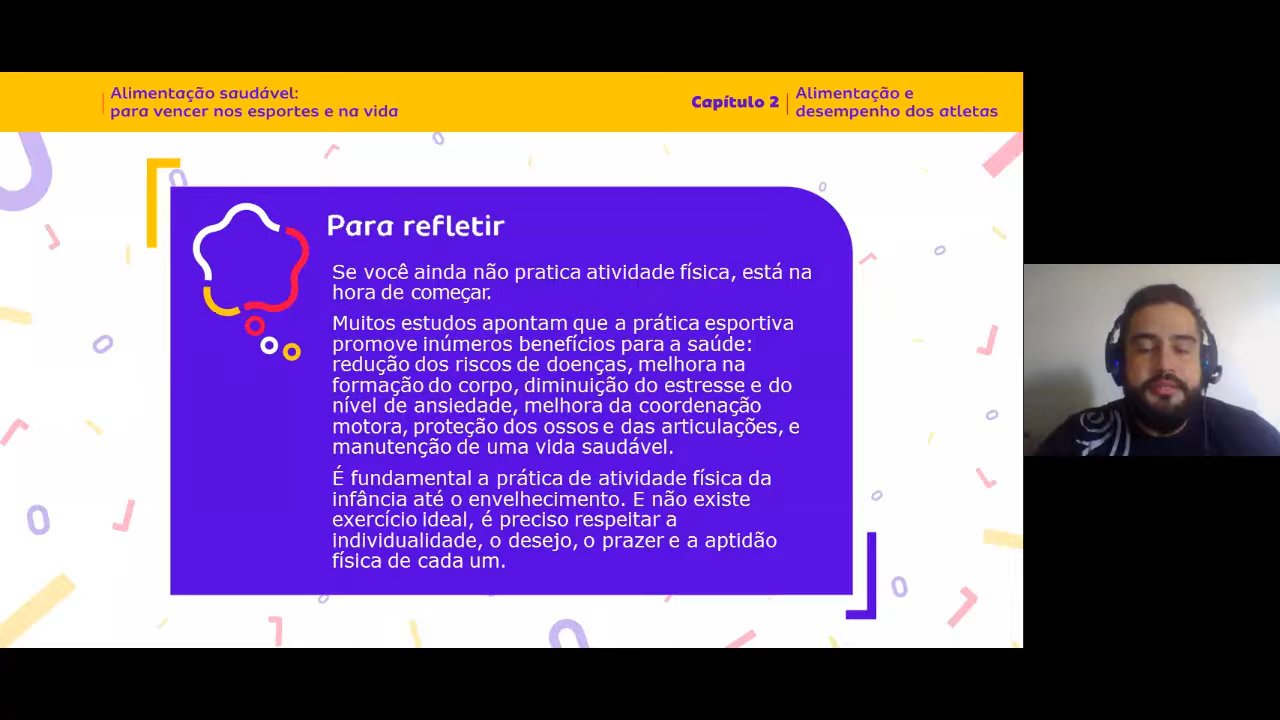 Alimentação saudável:
para vencer nos esportes e na vida
Capítulo 2
Alimentação e
desempenho dos atletas
Para refletir
Se você ainda não pratica atividade física, está na
hora de começar.
Muitos estudos apontam que a prática esportiva
promove inúmeros benefícios para a saúde:
redução dos riscos de doenças, melhora na
formação do corpo, diminuição do estresse e do
nível de ansiedade, melhora da coordenação
motora, proteção dos ossos e das articulações, e
manutenção de uma vida saudável.
É fundamental a prática de atividade física da
infância até o envelhecimento. E não existe
exercício ideal, é preciso respeitar a
individualidade, o desejo, o prazer e a aptidão
física de cada um.